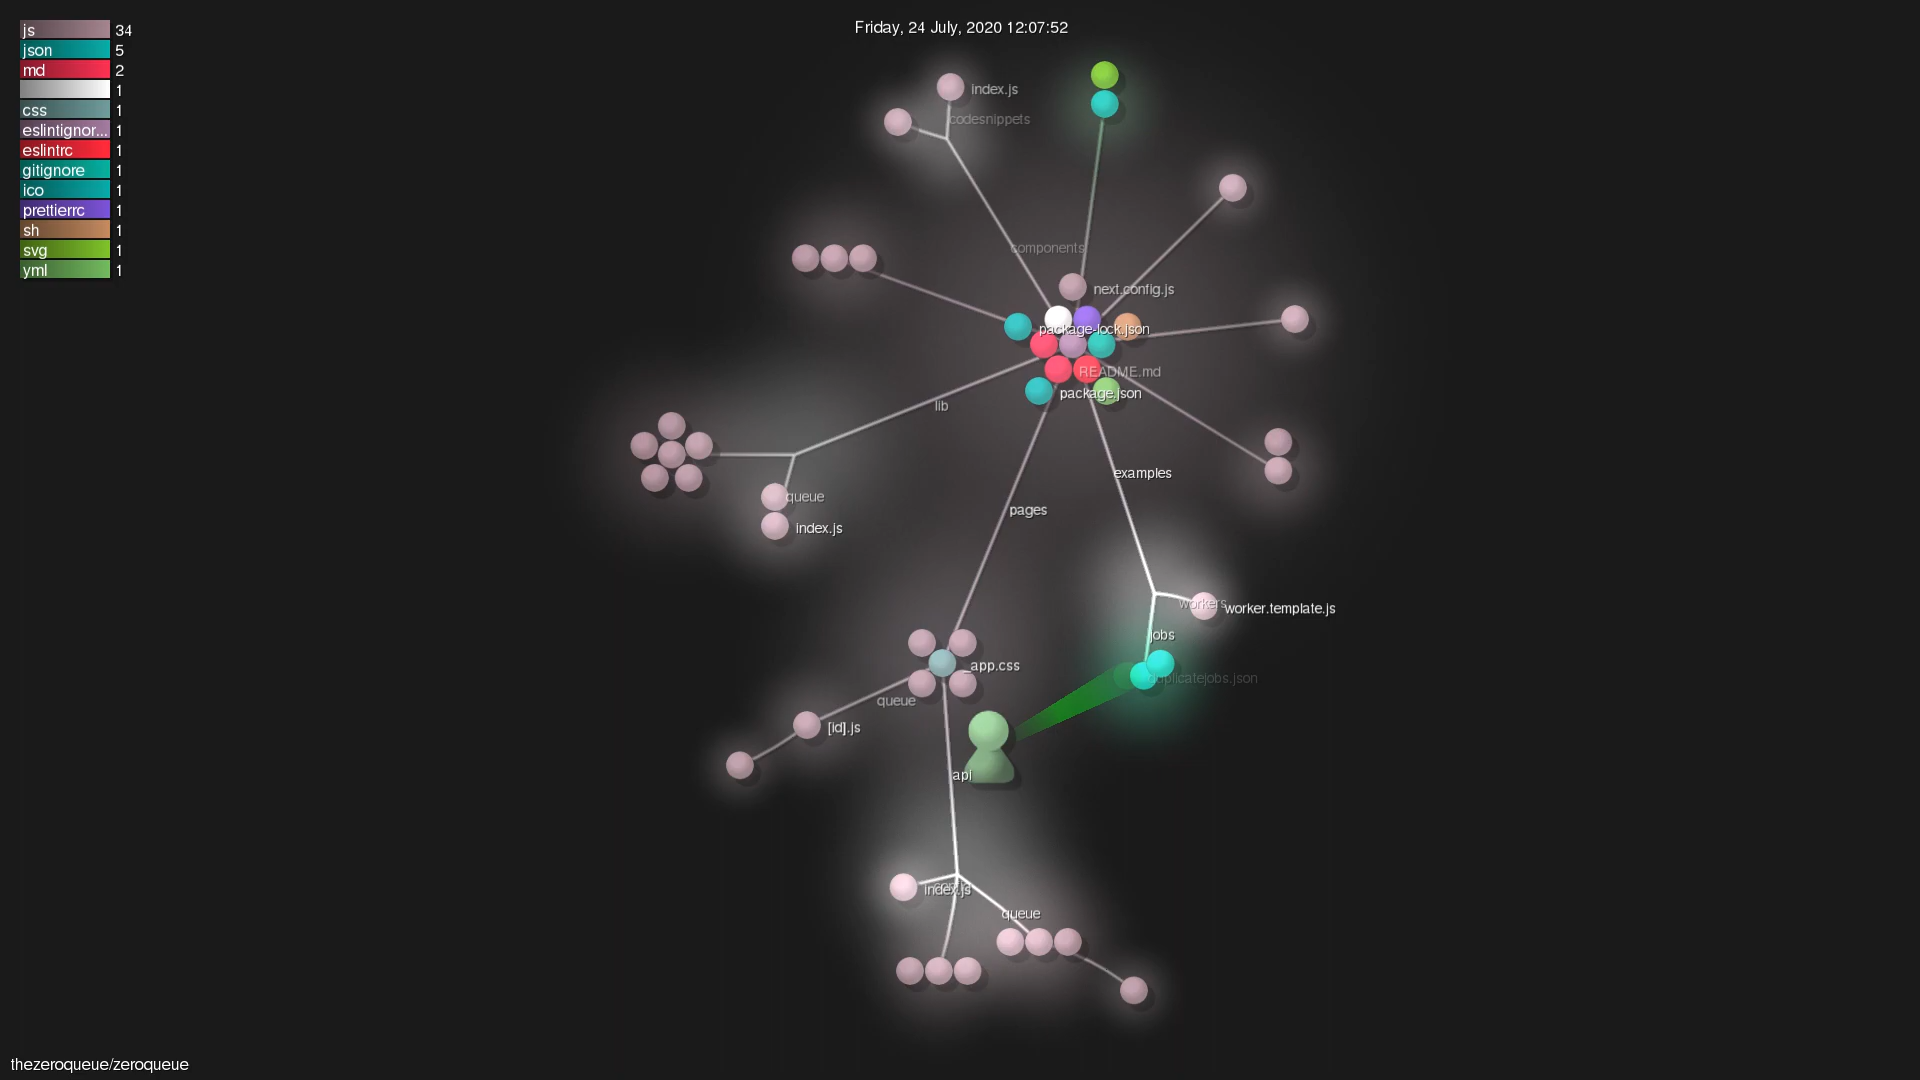 Friday, 24 July, 2020 12:07:52
js 34
json 5
md 2
1
css 1
eslintignor... 1
eslintrc 1
gitignore 1
ico 1
prettierrc 1
sh 1
svg 1
yml 1
index.js
codesnippets
components
next.config.js
package-lock.json
README.md
package.json
lib
examples
queue
pages
index.js
workers
worker.template.js
jobs
_app.css
duplicatejobs.json
queue
[id].js
api
index.js
queue
thezeroqueue/zeroqueue